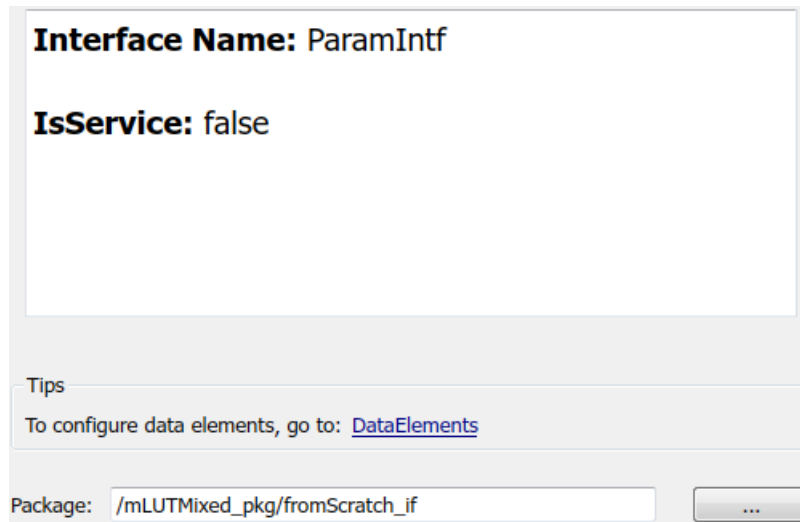 Interface Name: ParamIntf
IsService: false
Tips
To configure data elements, go to: DataElements
Package: /mLUTMixed_pkg/fromScratch_if ...